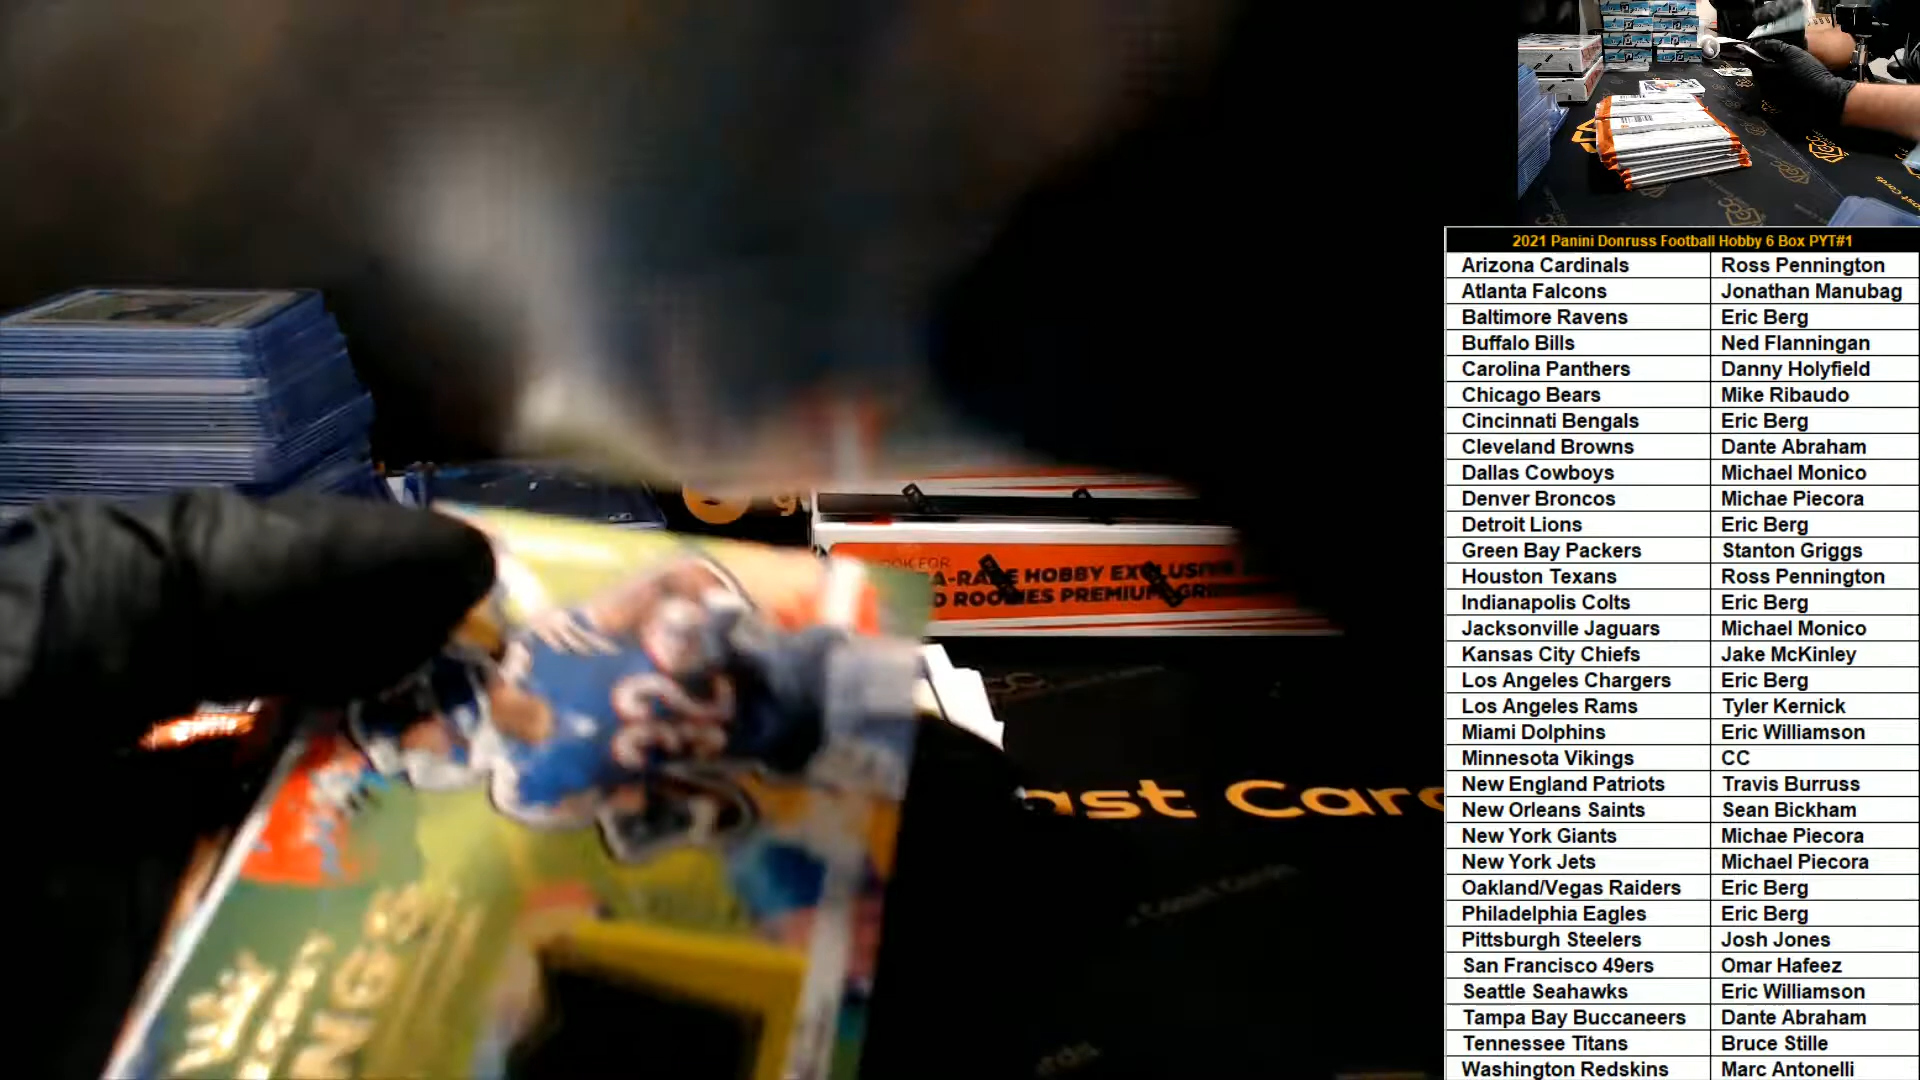 2021 Panini Donruss Football Hobby 6 Box PYT#1
Arizona Cardinals Ross Pennington
Atlanta Falcons Jonathan Manubag
Baltimore Ravens Eric Berg
Buffalo Bills Ned Flanningan
Carolina Panthers Danny Holyfield
Chicago Bears Mike Ribaudo
Cincinnati Bengals Eric Berg
Cleveland Browns Dante Abraham
Dallas Cowboys Michael Monico
Denver Broncos Michae Piecora
Detroit Lions Eric Berg
Green Bay Packers Stanton Griggs
Houston Texans Ross Pennington
Indianapolis Colts Eric Berg
Jacksonville Jaguars Michael Monico
Kansas City Chiefs Jake McKinley
Los Angeles Chargers Eric Berg
Los Angeles Rams Tyler Kernick
Miami Dolphins Eric Williamson
Minnesota Vikings CC
New England Patriots Travis Burruss
New Orleans Saints Sean Bickham
New York Giants Michae Piecora
New York Jets Michael Piecora
Oakland/Vegas Raiders Eric Berg
Philadelphia Eagles Eric Berg
Pittsburgh Steelers Josh Jones
San Francisco 49ers Omar Hafeez
Seattle Seahawks Eric Williamson
Tampa Bay Buccaneers Dante Abraham
Tennessee Titans Bruce Stille
Washington Redskins Marc Antonelli
HOBBY
PREMIUM
32